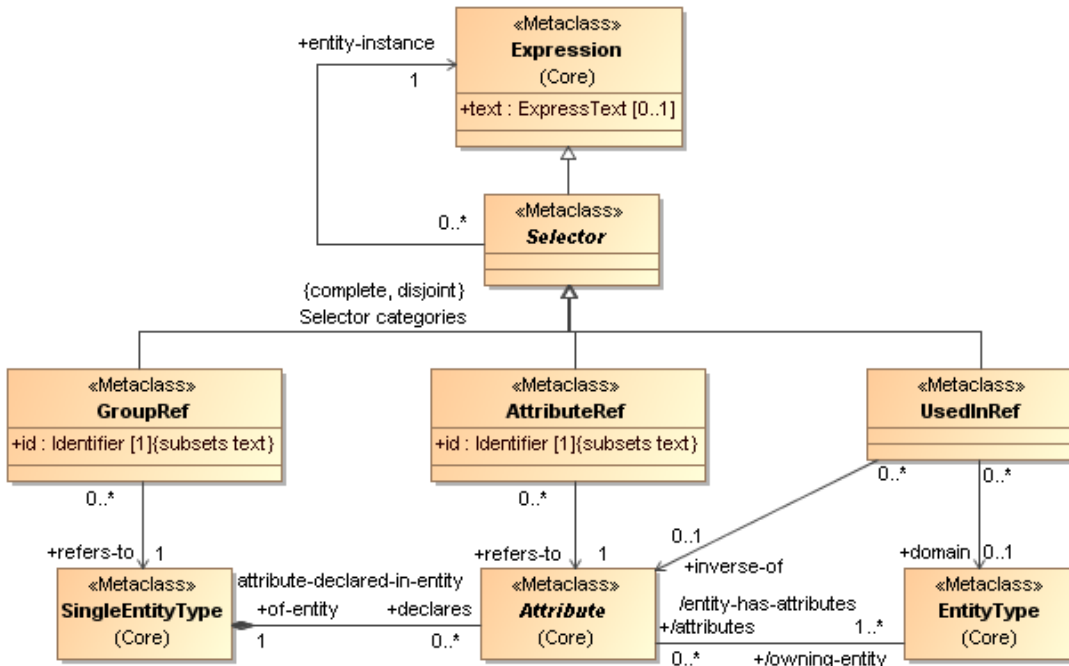 «Metaclass»
Expression
(Core)
+text : ExpressText [0..1]
+entity-instance
1
0..*
«Metaclass»
Selector
{complete, disjoint}
Selector categories
«Metaclass»
GroupRef
+id : Identifier [1]{subsets text}
«Metaclass»
AttributeRef
+id : Identifier [1]{subsets text}
«Metaclass»
UsedInRef
0..*
0..*
0..*
0..*
+refers-to
1
+refers-to
1
0..1
+inverse-of
+domain
0..1
«Metaclass»
SingleEntityType
(Core)
attribute-declared-in-entity
+of-entity
+declares
1
0..*
«Metaclass»
Attribute
(Core)
/entity-has-attributes
+/attributes
1..*
0..*
+/owning-entity
«Metaclass»
EntityType
(Core)